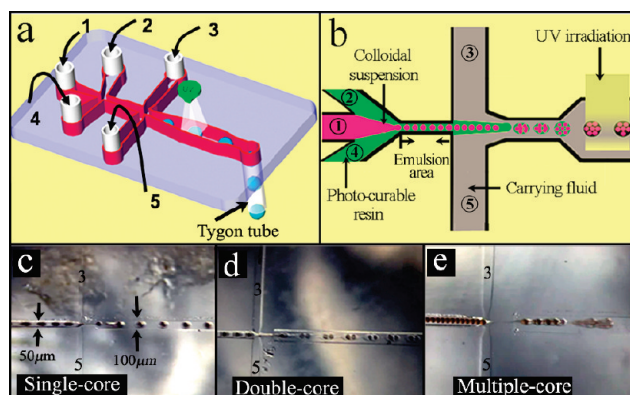 a
1
2
3
4
5
Tygon tube
b
Colloidal
suspension
UV irradiation
③
②
①
④
Emulsion
area
Photo-curable
resin
Carrying fluid
⑤
c
3
50μm
100μm
5
Single-core
d
3
5
Double-core
e
3
5
Multiple-core